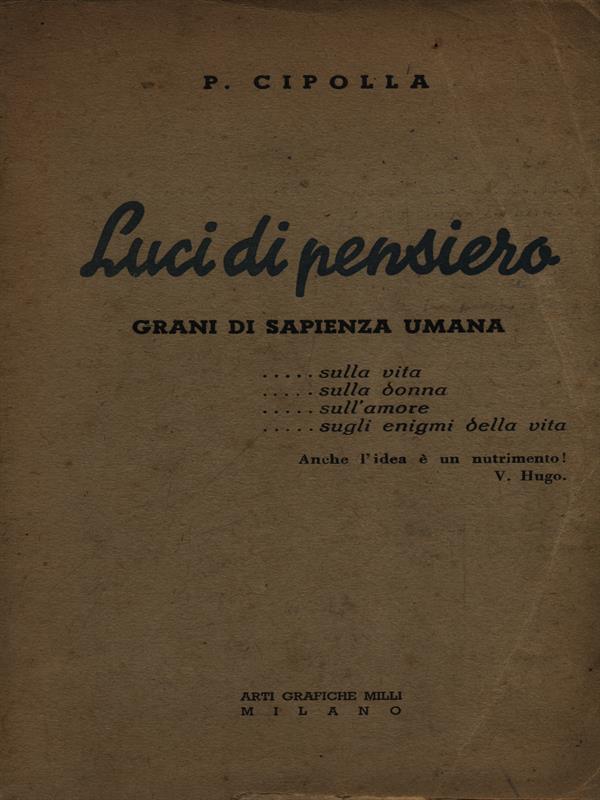 P. CIPOLLA
Luci di pensiero
GRANI DI SAPIENZA UMANA
.....sulla vita
.....sulla donna
.....sull'amore
.....sugli enigmi della vita
Anche l'idea è un nutrimento!
V. Hugo.
ARTI GRAFICHE MILLI
MILANO